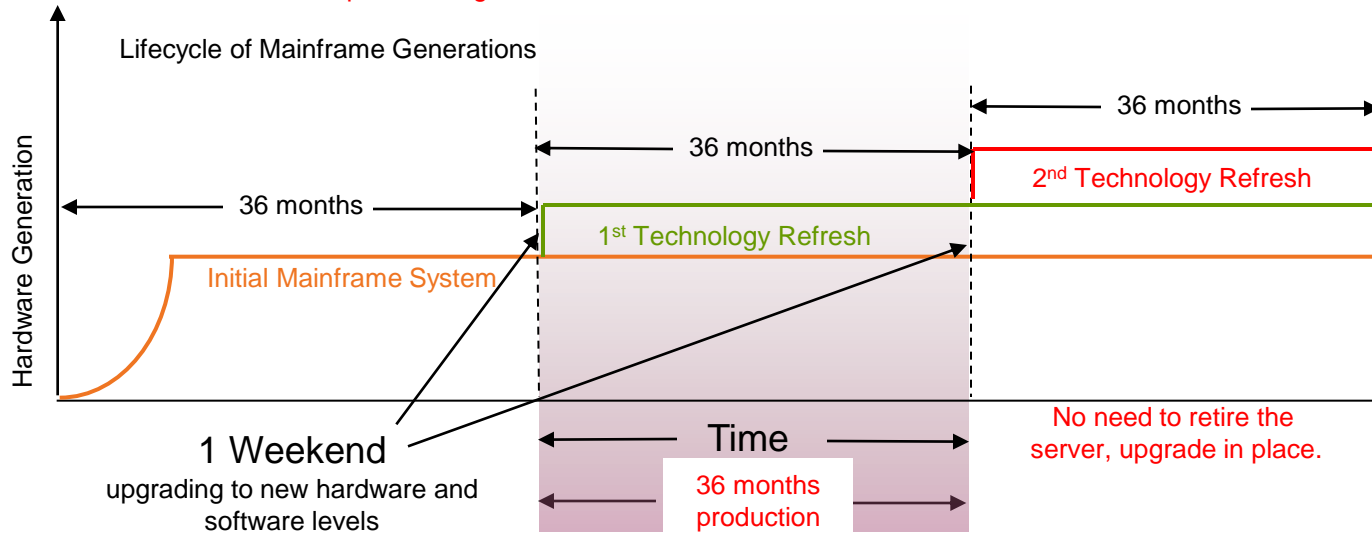 Lifecycle of Mainframe Generations
36 months
36 months
36 months
2nd Technology Refresh
1st Technology Refresh
Initial Mainframe System
Hardware Generation
1 Weekend
upgrading to new hardware and
software levels
Time
36 months
production
No need to retire the
server, upgrade in place.